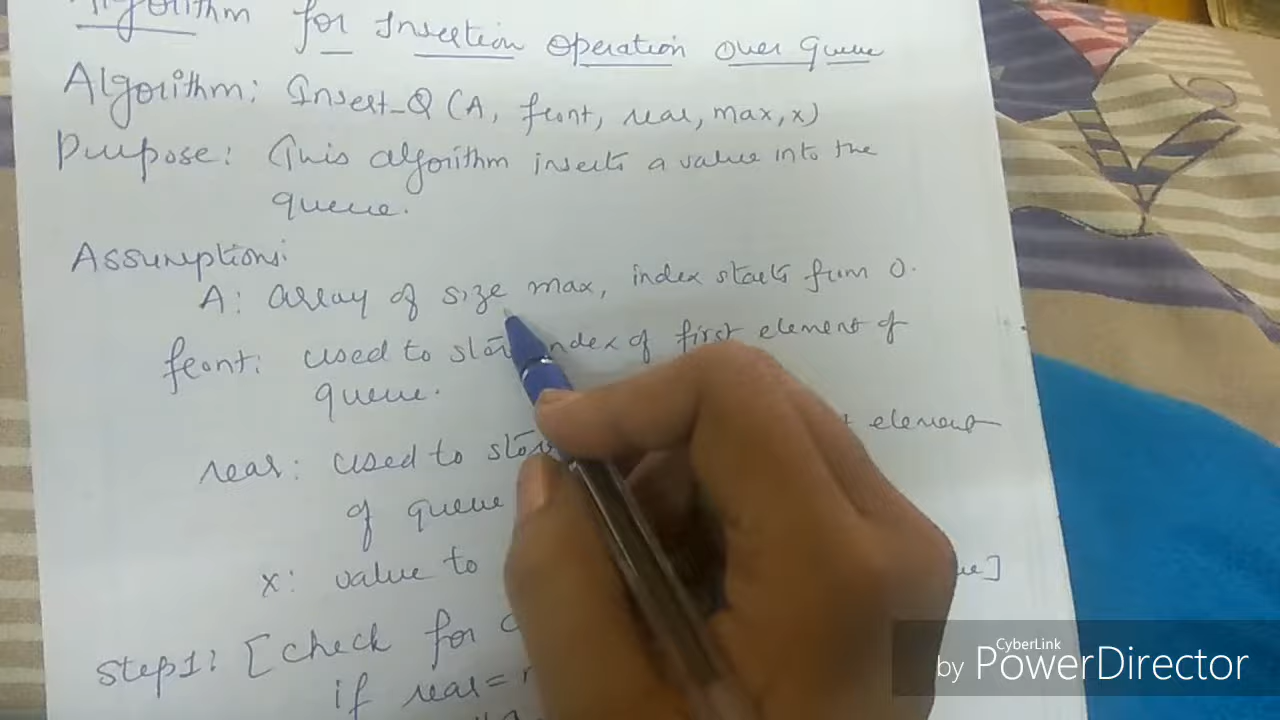 Algorithm for Insertion Operation Over Queue
Algorithm: Insert_Q (A, front, rear, max, x)
Purpose: This algorithm inserts a value into the
queue.
Assumptions:
A: array of size max, index starts from 0.
front: used to store index of first element of
queue.
rear: used to store element
of queue
x: value to
Step1: [check for
if rear=
CyberLink
by PowerDirector